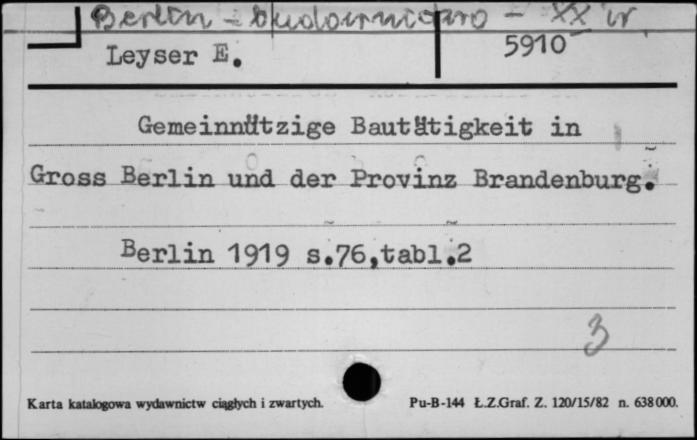 Berlin - budownictwo - XX w.
Leyser E.
5910
Gemeinnützige Bautätigkeit in
Gross Berlin und der Provinz Brandenburg.
Berlin 1919 s.76,tabl.2
3
Karta katalogowa wydawnictw ciągłych i zwartych.
Pu-B-144 Ł.Z.Graf. Z. 120/15/82 n. 638000.